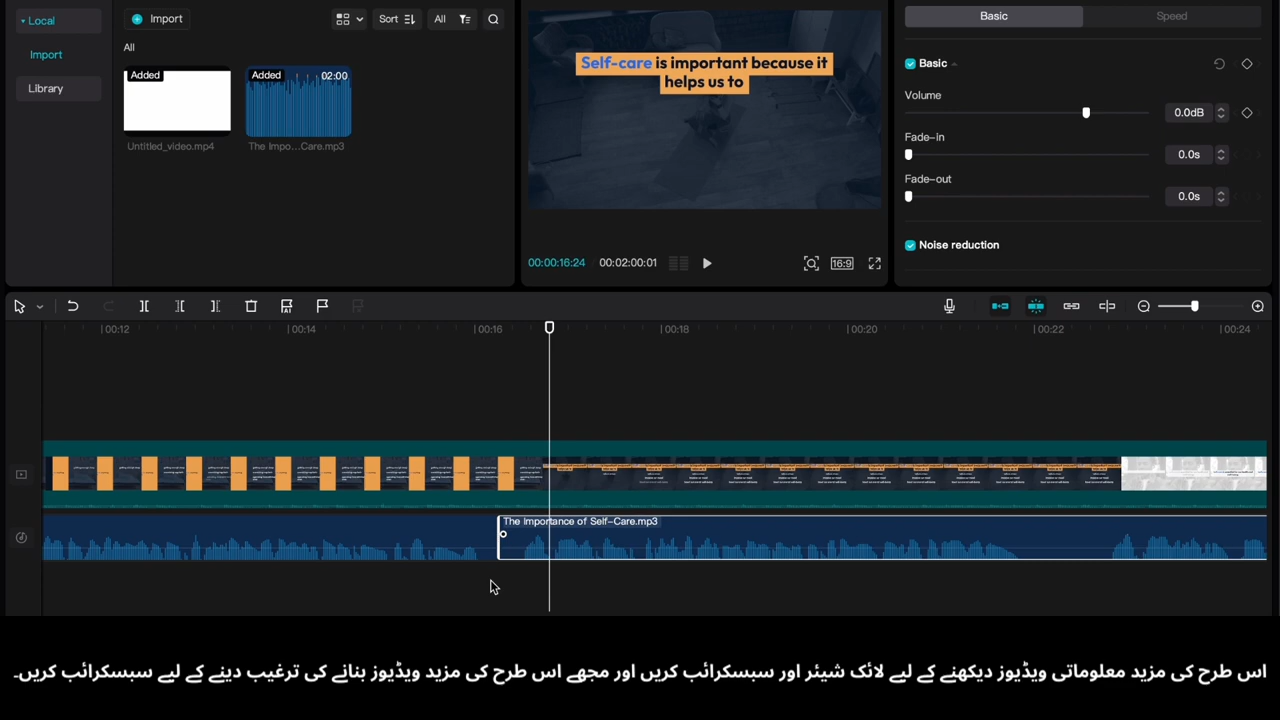 Local
Import
Library
Import
Sort
All
All
Added
Untitled_video.mp4
Added
02:00
The Impo...Care.mp3
Self-care is important because it
helps us to
00:00:16:24
00:02:00:01
16:9
Basic
Speed
Basic
Volume
0.0dB
Fade-in
0.0s
Fade-out
0.0s
Noise reduction
00:12
00:14
00:16
00:18
00:20
00:22
00:24
The Importance of Self-Care.mp3
اس طرح کی مزید معلوماتی ویڈیوز دیکھنے کے لیے لائک شیئر اور سبسکرائب کریں اور مجھے اس طرح کی مزید ویڈیوز بنانے کی ترغیب دینے کے لیے سبسکرائب کریں۔